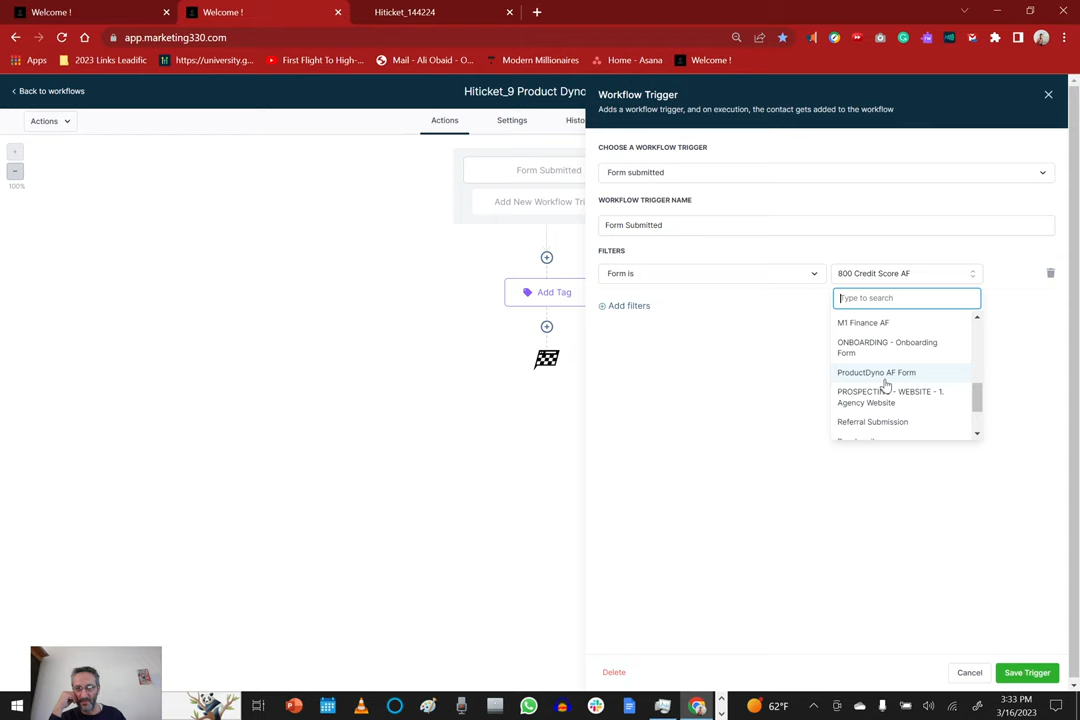 Welcome !
Welcome !
Hiticket_144224
app.marketing330.com
Apps
2023 Links Leadific
https://university.g...
First Flight To High-...
Mail - Ali Obaid - O...
Modern Millionaires
Home - Asana
Welcome !
Back to workflows
Hiticket_9 Product Dyno
Actions
Actions
Settings
Histo
100%
Form Submitted
Add New Workflow Tri
Add Tag
Workflow Trigger
Adds a workflow trigger, and on execution, the contact gets added to the workflow
CHOOSE A WORKFLOW TRIGGER
Form submitted
WORKFLOW TRIGGER NAME
Form Submitted
FILTERS
Form is
800 Credit Score AF
Add filters
Type to search
M1 Finance AF
ONBOARDING - Onboarding
Form
ProductDyno AF Form
PROSPECTING - WEBSITE - 1.
Agency Website
Referral Submission
Delete
Cancel
Save Trigger
62°F
3:33 PM
3/16/2023